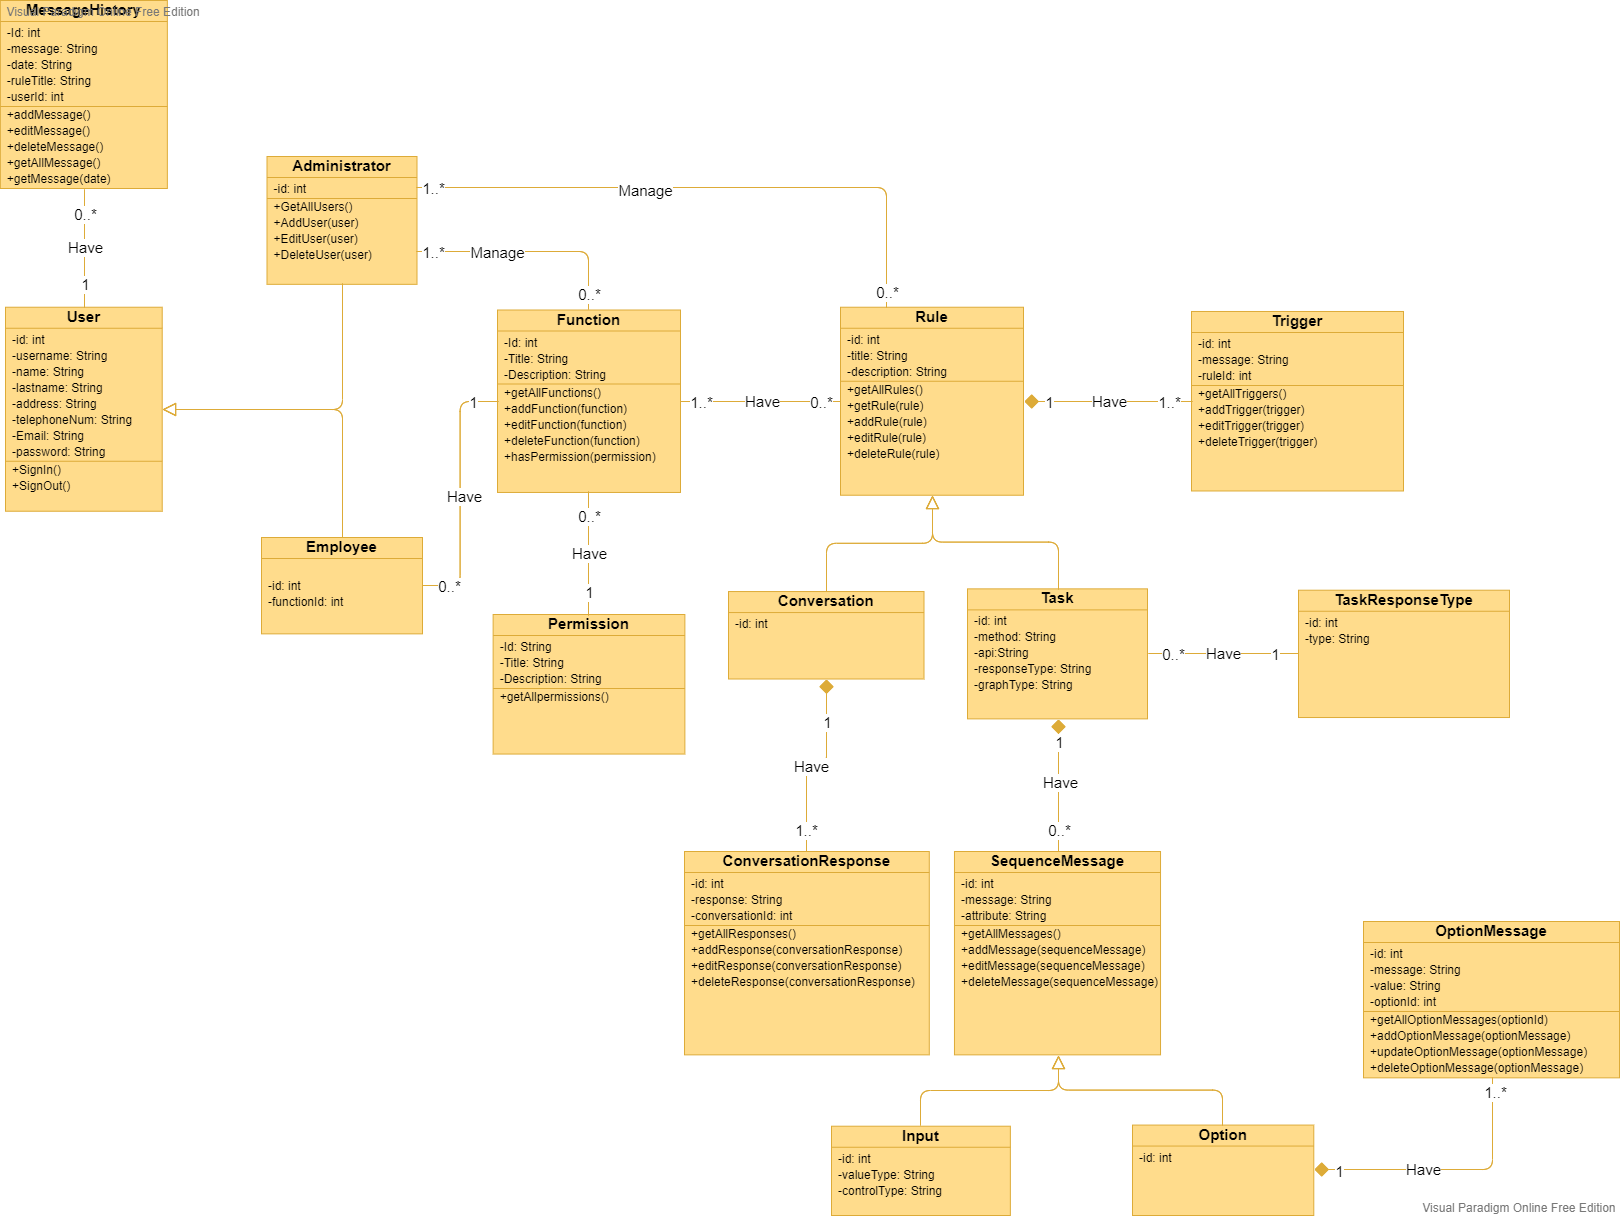 Visual Paradigm Online Free Edition
MessageHistory
-Id: int
-message: String
-date: String
-ruleTitle: String
-userId: int
+addMessage()
+editMessage()
+deleteMessage()
+getAllMessage()
+getMessage(date)
0..*
Have
1
User
-id: int
-username: String
-name: String
-lastname: String
-address: String
-telephoneNum: String
-Email: String
-password: String
+SignIn()
+SignOut()
Administrator
-id: int
+GetAllUsers()
+AddUser(user)
+EditUser(user)
+DeleteUser(user)
1..*
Manage
0..*
1..*
Manage
0..*
Employee
-id: int
-functionId: int
0..*
Have
1
Function
-Id: int
-Title: String
-Description: String
+getAllFunctions()
+addFunction(function)
+editFunction(function)
+deleteFunction(function)
+hasPermission(permission)
1..*
Have
0..*
0..*
Have
1
Permission
-Id: String
-Title: String
-Description: String
+getAllpermissions()
Rule
-id: int
-title: String
-description: String
+getAllRules()
+getRule(rule)
+addRule(rule)
+editRule(rule)
+deleteRule(rule)
1
Have
1..*
Trigger
-id: int
-message: String
-ruleId: int
+getAllTriggers()
+addTrigger(trigger)
+editTrigger(trigger)
+deleteTrigger(trigger)
Conversation
-id: int
1
Have
1..*
Task
-id: int
-method: String
-api:String
-responseType: String
-graphType: String
0..*
Have
1
TaskResponseType
-id: int
-type: String
1
Have
0..*
ConversationResponse
-id: int
-response: String
-conversationId: int
+getAllResponses()
+addResponse(conversationResponse)
+editResponse(conversationResponse)
+deleteResponse(conversationResponse)
SequenceMessage
-id: int
-message: String
-attribute: String
+getAllMessages()
+addMessage(sequenceMessage)
+editMessage(sequenceMessage)
+deleteMessage(sequenceMessage)
OptionMessage
-id: int
-message: String
-value: String
-optionId: int
+getAllOptionMessages(optionId)
+addOptionMessage(optionMessage)
+updateOptionMessage(optionMessage)
+deleteOptionMessage(optionMessage)
1..*
Input
-id: int
-valueType: String
-controlType: String
Option
-id: int
1
Have
Visual Paradigm Online Free Edition